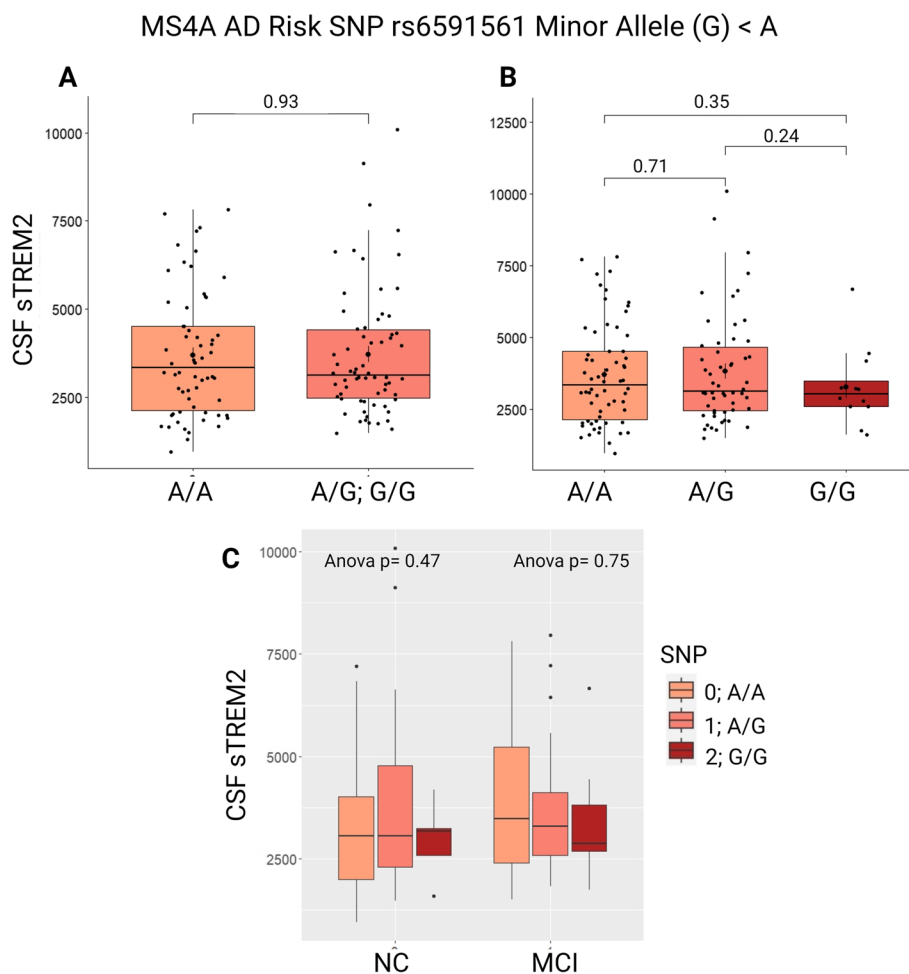 MS4A AD Risk SNP rs6591561 Minor Allele (G) < A
A
CSF sTREM2
10000
7500
5000
2500
0.93
A/A
A/G; G/G
B
12500
10000
7500
5000
2500
0.35
0.24
0.71
A/A
A/G
G/G
C
CSF sTREM2
10000
7500
5000
2500
Anova p= 0.47
Anova p= 0.75
NC
MCI
SNP
0; A/A
1; A/G
2; G/G